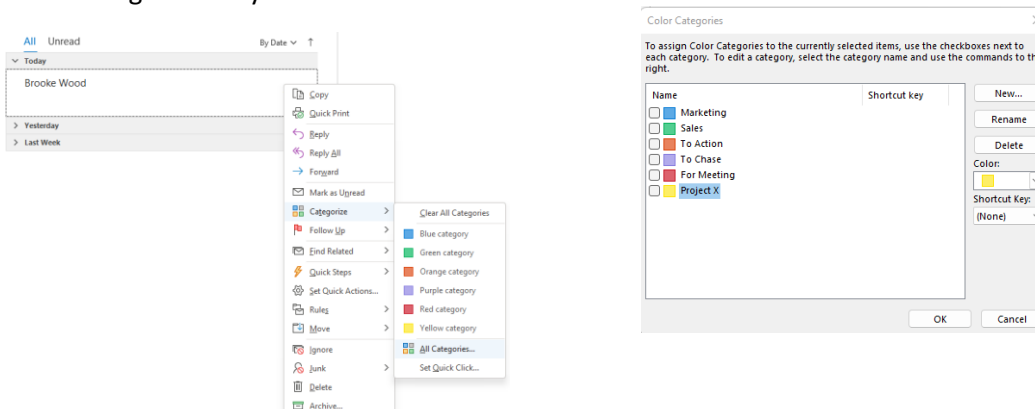 All Unread By Date
Today
Brooke Wood
Yesterday
Last Week
Copy
Quick Print
Reply
Reply All
Forward
Mark as Unread
Categorize
Follow Up
Find Related
Quick Steps
Set Quick Actions...
Rules
Move
Ignore
Junk
Delete
Archive...
Clear All Categories
Blue category
Green category
Orange category
Purple category
Red category
Yellow category
All Categories...
Set Quick Click...
Color Categories
To assign Color Categories to the currently selected items, use the checkboxes next to
each category. To edit a category, select the category name and use the commands to th
right.
Name Shortcut key
Marketing
Sales
To Action
To Chase
For Meeting
Project X
New...
Rename
Delete
Color:
Shortcut Key:
(None)
OK Cancel